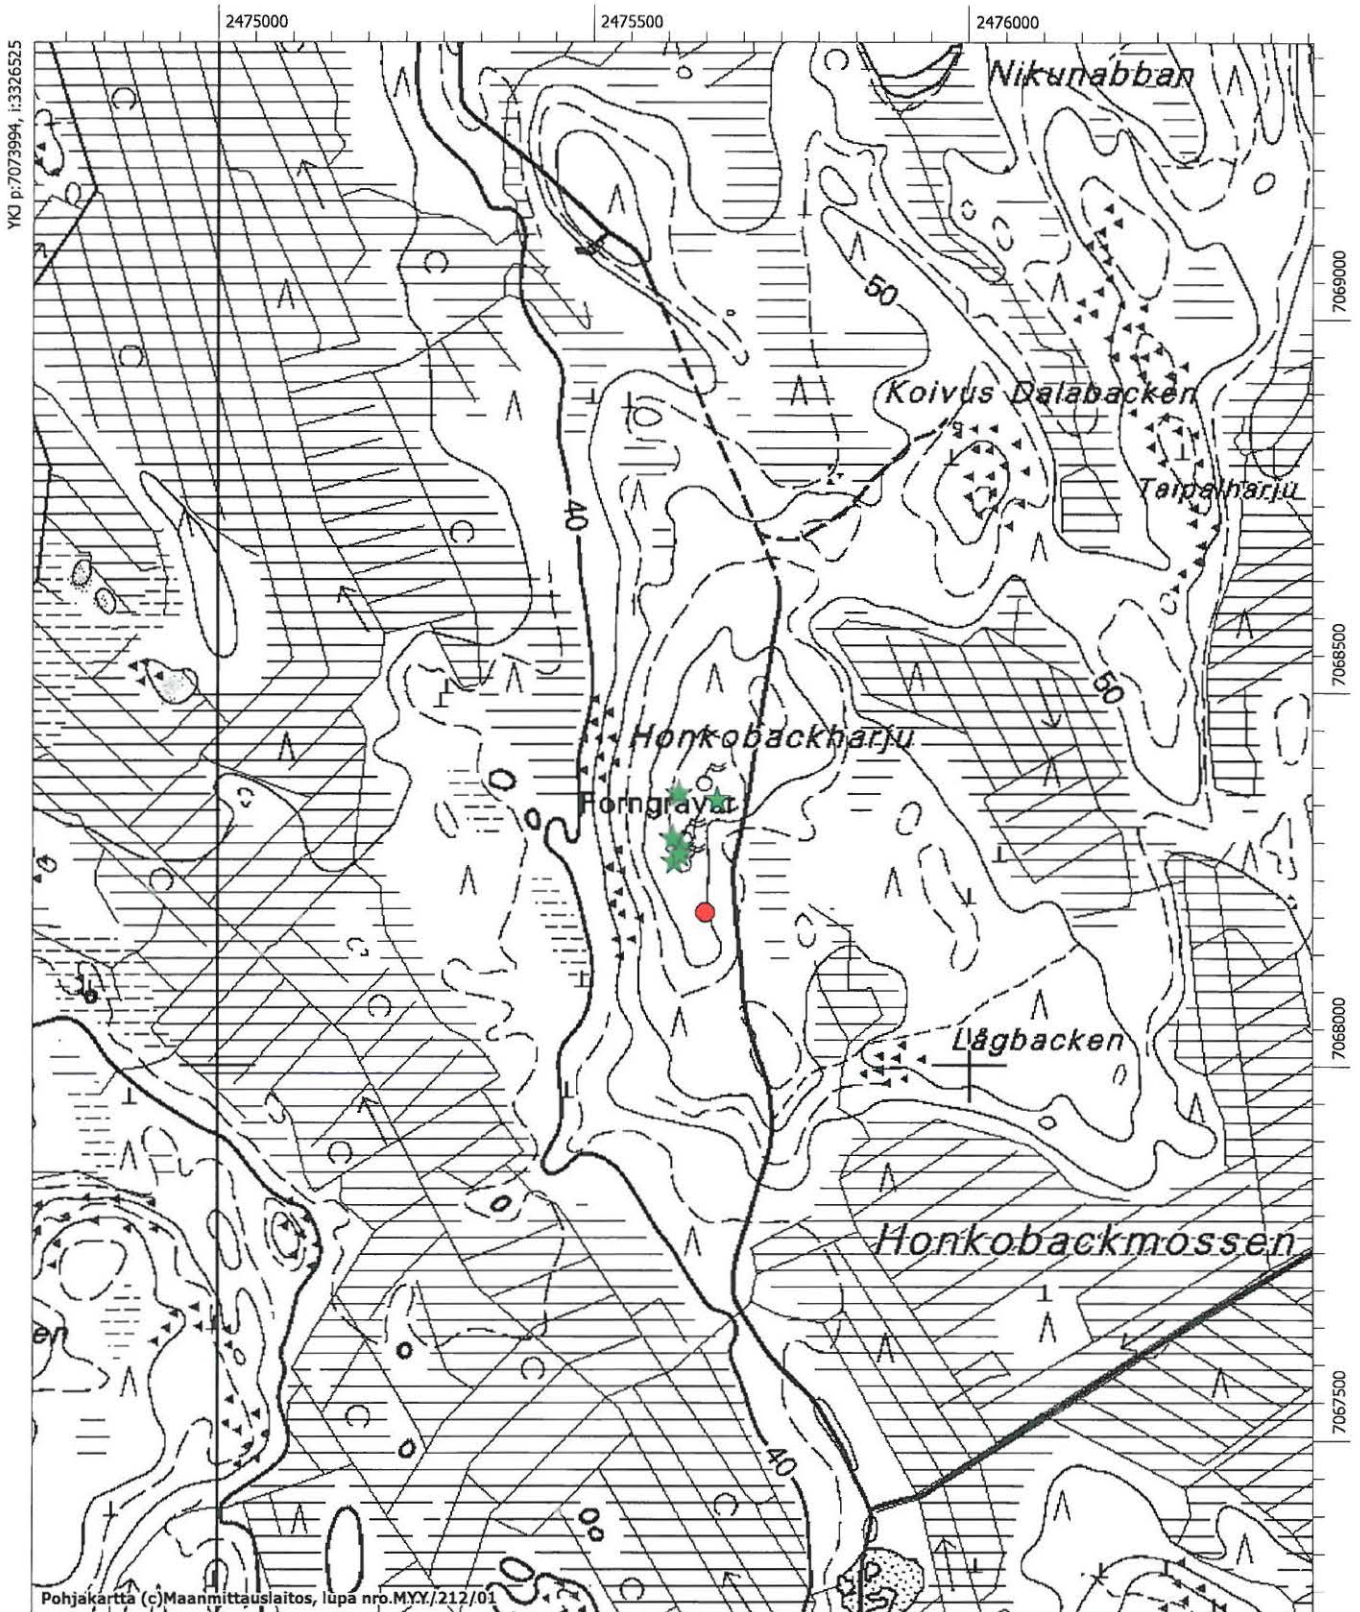 2475000
2475500
2476000
YKJ p:7073994, i:3326525
Nikunabban
7069000
50
Koivus Dalabacken
Taipalharju
40
7068500
50
Honkobackharju
Forngravar
7068000
Lågbacken
Honkobackmossen
en
7067500
40
Pohjakartta (c)Maanmittauslaitos, lupa nro.MYY/212/01